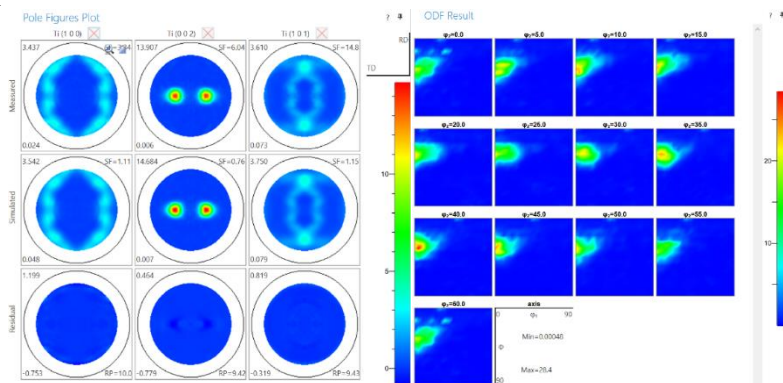 Pole Figures Plot
?
ODF Result
?
Ti (1 0 0)
Ti (0 0 2)
Ti (1 0 1)
RD
TD
Measured
3.437
0.024
13.907
SF=6.04
0.006
3.610
SF=14.8
0.073
Simulated
3.542
SF=1.11
0.048
14.684
SF=0.76
0.007
3.750
SF=1.15
0.079
Residual
1.199
-0.753
RP=10.0
0.464
-0.779
RP=9.42
0.819
-0.319
RP=9.43
10
5
0
φ₂=0.0
φ₂=5.0
φ₂=10.0
φ₂=15.0
φ₂=20.0
φ₂=25.0
φ₂=30.0
φ₂=35.0
φ₂=40.0
φ₂=45.0
φ₂=50.0
φ₂=55.0
φ₂=60.0
axis
0
φ₁
90
Φ
90
Min=0.00046
Max=28.4
20
10
0